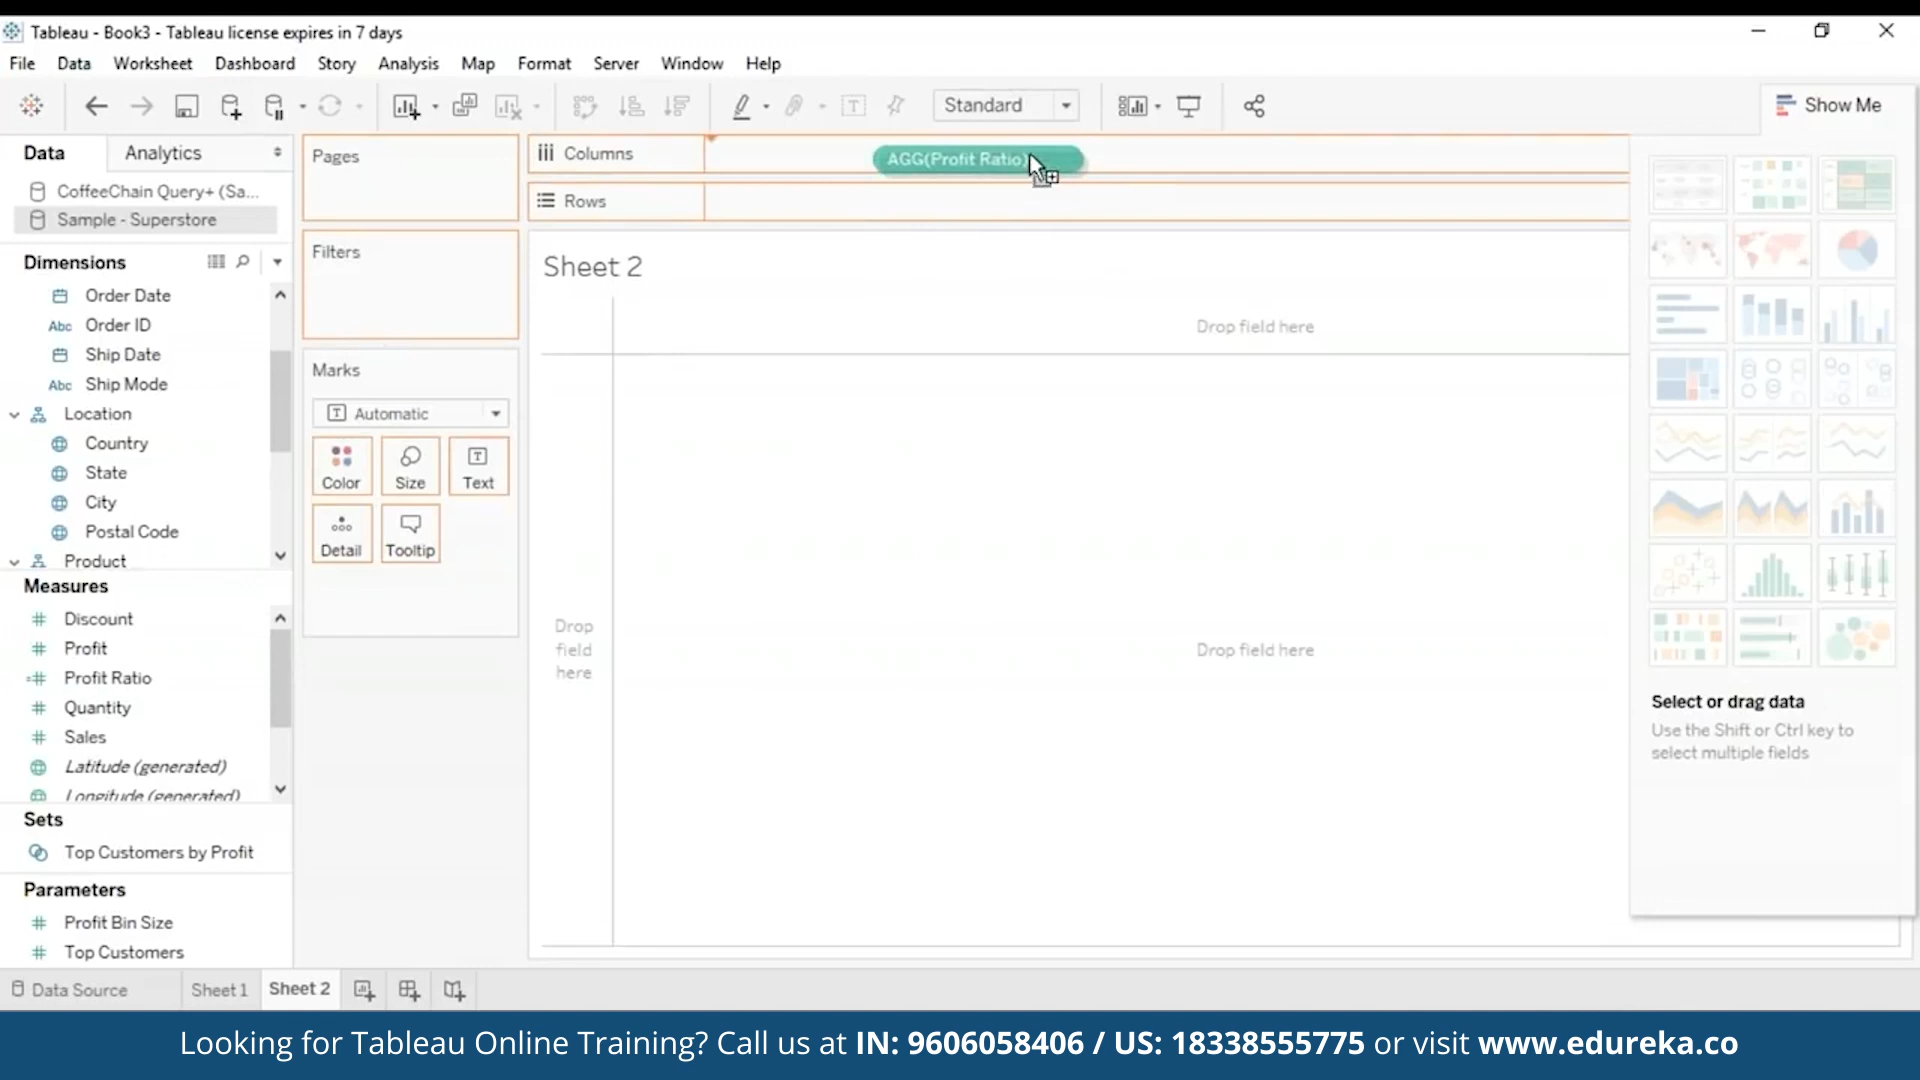 Tableau - Book3 - Tableau license expires in 7 days
File Data Worksheet Dashboard Story Analysis Map Format Server Window Help
Standard
Show Me
Data Analytics
CoffeeChain Query+ (Sa...
Sample - Superstore
Dimensions
Order Date
Abc Order ID
Ship Date
Abc Ship Mode
Location
Country
State
City
Postal Code
Product
Measures
Discount
Profit
Profit Ratio
Quantity
Sales
Latitude (generated)
Longitude (generated)
Sets
Top Customers by Profit
Parameters
Profit Bin Size
Top Customers
Pages
Filters
Marks
Automatic
Color Size Text
Detail Tooltip
Columns
AGG(Profit Ratio)
Rows
Sheet 2
Drop field here
Drop
field
here
Drop field here
Select or drag data
Use the Shift or Ctrl key to
select multiple fields
Data Source Sheet 1 Sheet 2
Looking for Tableau Online Training? Call us at IN: 9606058406 / US: 18338555775 or visit www.edureka.co